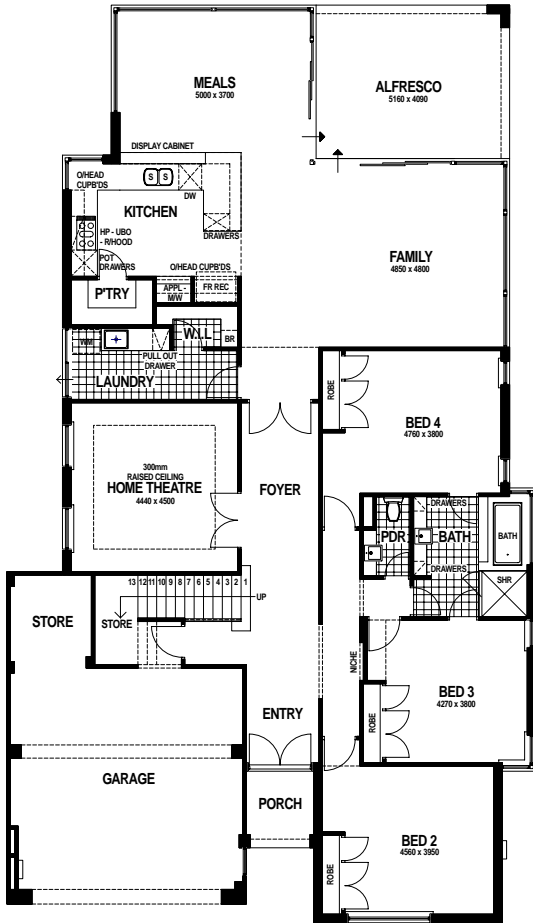 MEALS
5000 x 3700
ALFRESCO
5160 x 4090
DISPLAY CABINET
O/HEAD
CUPB'DS
S S
DW
KITCHEN
HP - UBO
- R/HOOD
DRAWERS
POT
DRAWERS
O/HEAD CUPB'DS
FAMILY
4850 x 4800
P'TRY
APPL -
M/W
FR REC
W.I.L
BR
WM
PULL OUT
DRAWER
LAUNDRY
ROBE
BED 4
4760 x 3800
300mm
RAISED CEILING
HOME THEATRE
4440 x 4500
FOYER
DRAWERS
PDR
BATH
BATH
DRAWERS
SHR
13 12 11 10 9 8 7 6 5 4 3 2 1
UP
STORE
STORE
NICHE
BED 3
4270 x 3800
ROBE
ENTRY
GARAGE
PORCH
BED 2
4560 x 3950
ROBE